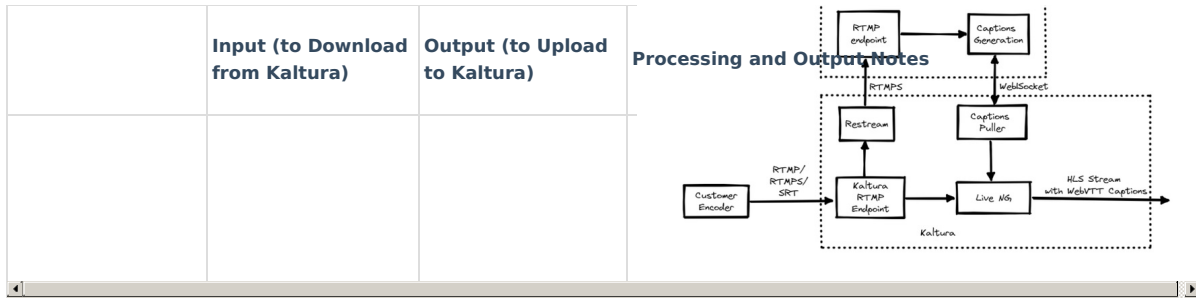 Input (to Download
from Kaltura)
Output (to Upload
to Kaltura)
Processing and Output Notes
RTMP
endpoint
Captions
Generation
RTMPS
WebSocket
Restream
Captions
Puller
RTMP/
RTMPS/
SRT
Customer
Encoder
Kaltura
RTMP
Endpoint
Live NG
HLS Stream
with WebVTT Captions
Kaltura